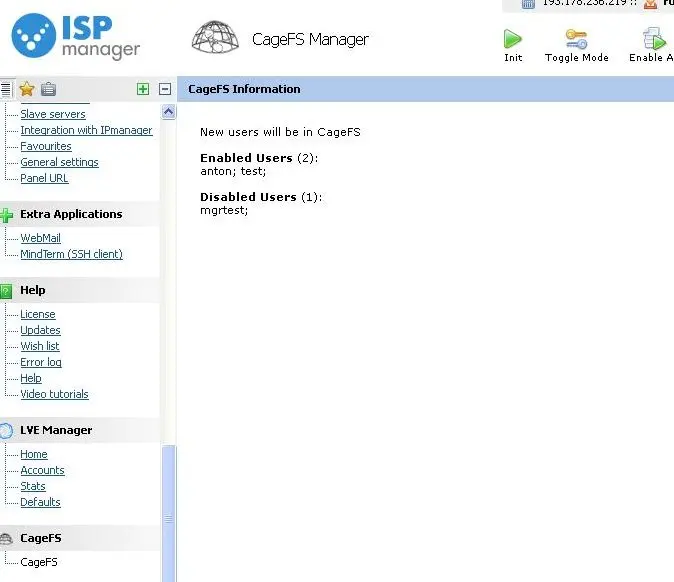 193.178.236.219 ::
ISP
manager
CageFS Manager
Init
Toggle Mode
Enable A
CageFS Information
Slave servers
Integration with IPmanager
Favourites
General settings
Panel URL
Extra Applications
WebMail
MindTerm (SSH client)
Help
License
Updates
Wish list
Error log
Help
Video tutorials
LVE Manager
Home
Accounts
Stats
Defaults
CageFS
CageFS
New users will be in CageFS
Enabled Users (2):
anton; test;
Disabled Users (1):
mgrtest;